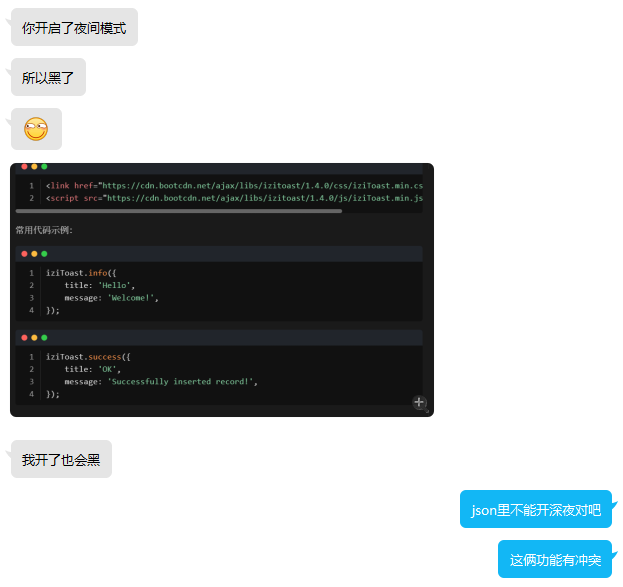 你开启了夜间模式
所以黑了
1 <link href="https://cdn.bootcdn.net/ajax/libs/izitoast/1.4.0/css/iziToast.min.cs
2 <script src="https://cdn.bootcdn.net/ajax/libs/izitoast/1.4.0/js/iziToast.min.js
常用代码示例:
1 iziToast.info({
2 title: 'Hello',
3 message: 'Welcome!',
4 });
1 iziToast.success({
2 title: 'OK',
3 message: 'Successfully inserted record!',
4 });
我开了也会黑
json里不能开深夜对吧
这俩功能有冲突